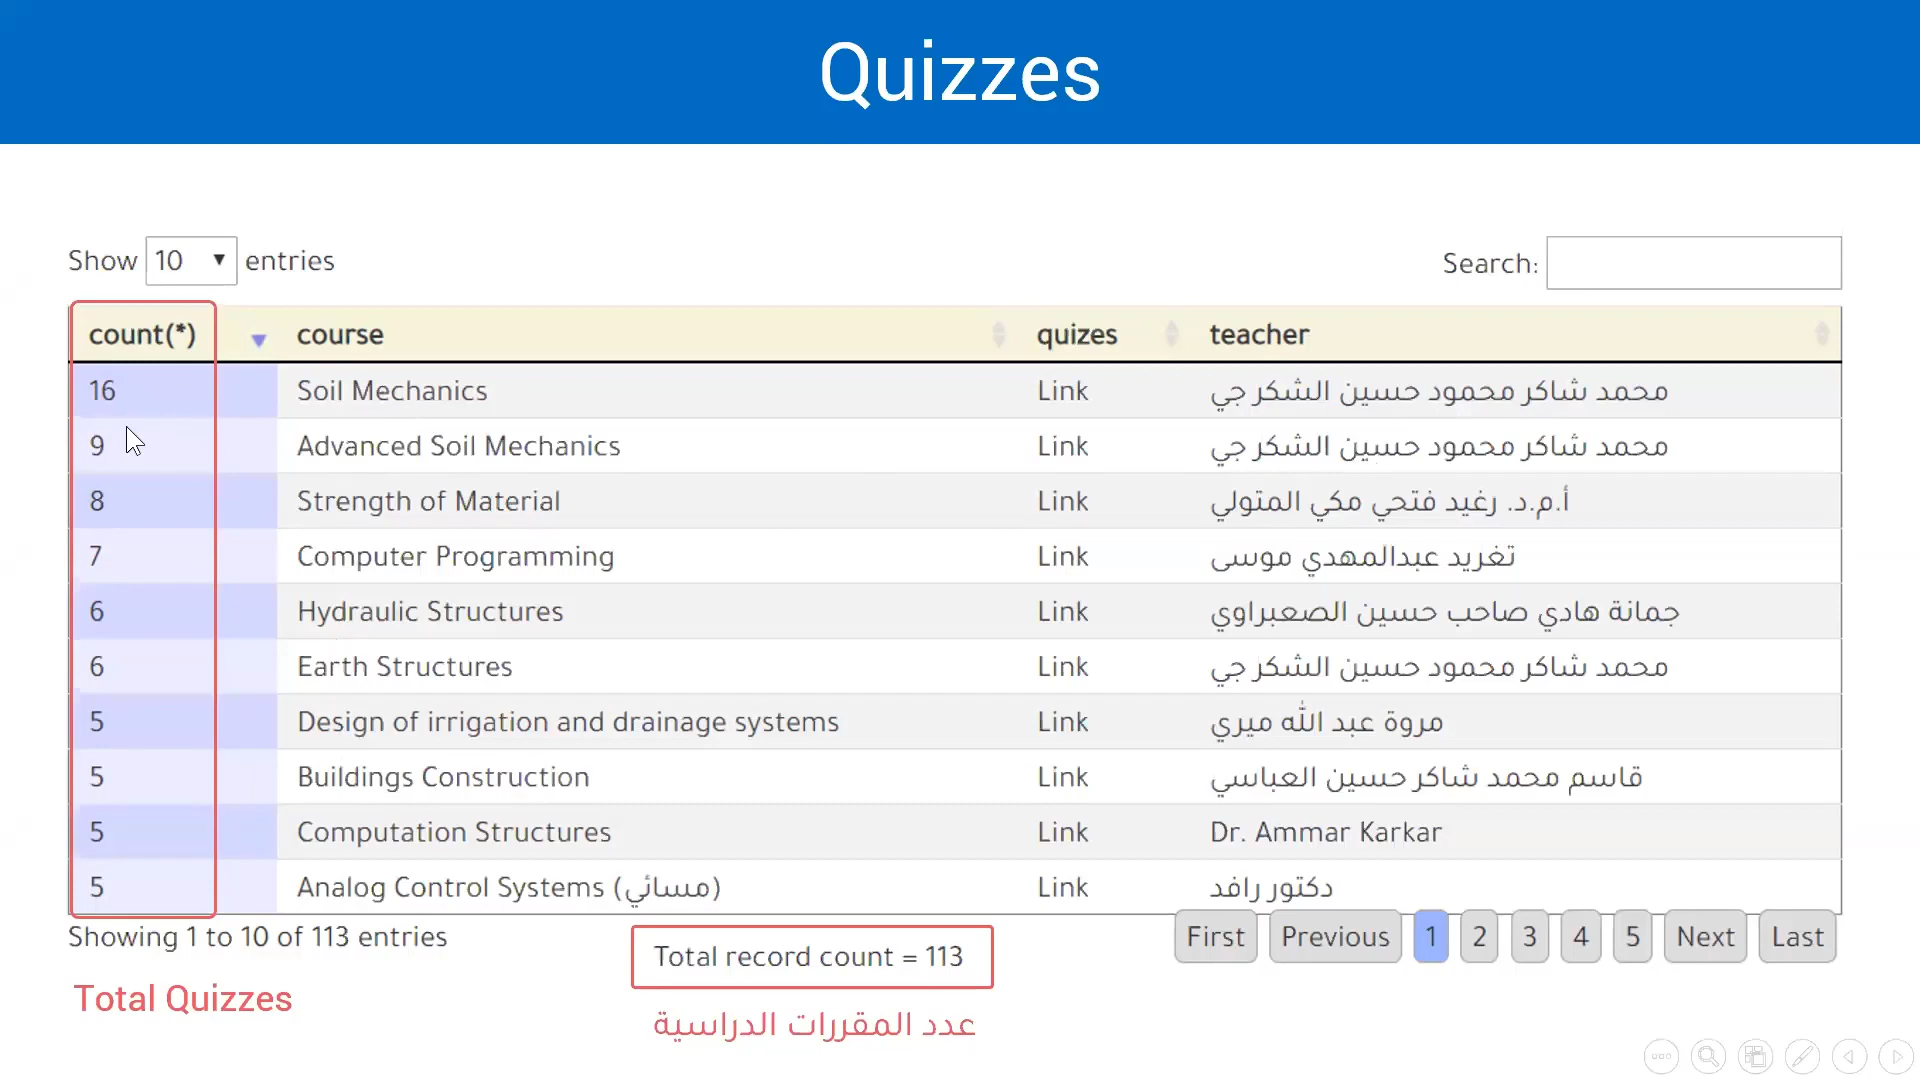 Quizzes
Show 10 entries
Search:
count(*) course quizes teacher
16 Soil Mechanics Link محمد شاكر محمود حسين الشكر جي
9 Advanced Soil Mechanics Link محمد شاكر محمود حسين الشكر جي
8 Strength of Material Link أ.م.د. رغيد فتحي مكي المتولي
7 Computer Programming Link تغريد عبدالمهدي موسى
6 Hydraulic Structures Link جمانة هادي صاحب حسين الصعبراوي
6 Earth Structures Link محمد شاكر محمود حسين الشكر جي
5 Design of irrigation and drainage systems Link مروة عبد الله ميري
5 Buildings Construction Link قاسم محمد شاكر حسين العباسي
5 Computation Structures Link Dr. Ammar Karkar
5 Analog Control Systems (مسائي) Link دكتور رافد
Showing 1 to 10 of 113 entries
First Previous 1 2 3 4 5 Next Last
Total record count = 113
Total Quizzes
عدد المقررات الدراسية